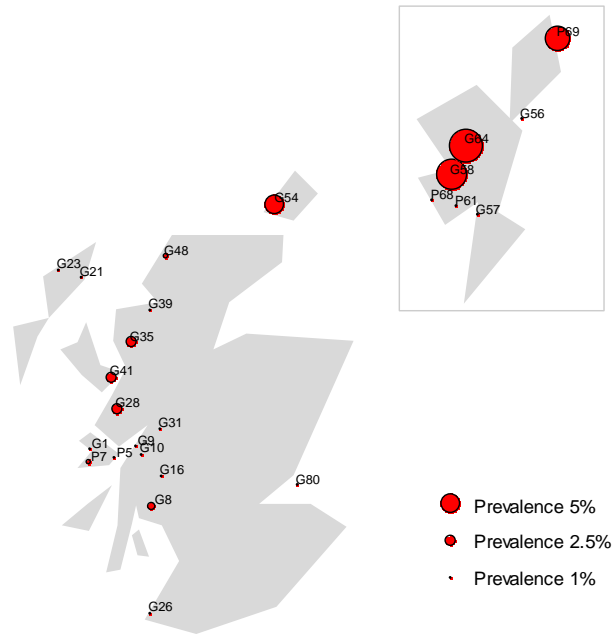 P69
G56
G64
G58
P68
P61
G57
G54
G48
G23
G21
G39
G35
G41
G28
G31
G9
G1
G10
P5
P7
G16
G80
G8
Prevalence 5%
Prevalence 2.5%
Prevalence 1%
G26